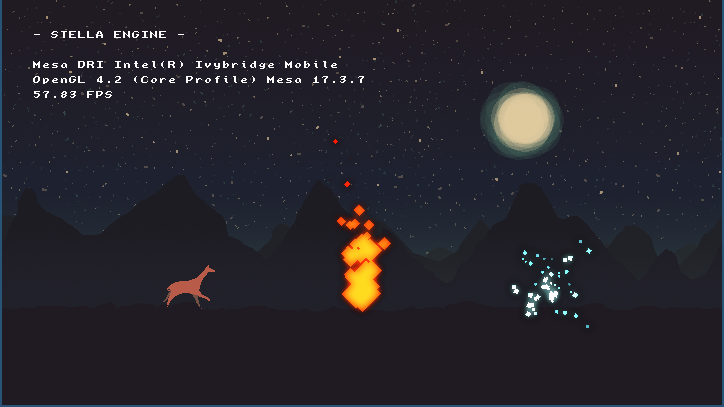 - STELLA ENGINE -
Mesa DRI Intel(R) Ivybridge Mobile
OpenGL 4.2 (Core Profile) Mesa 17.3.7
57.83 FPS